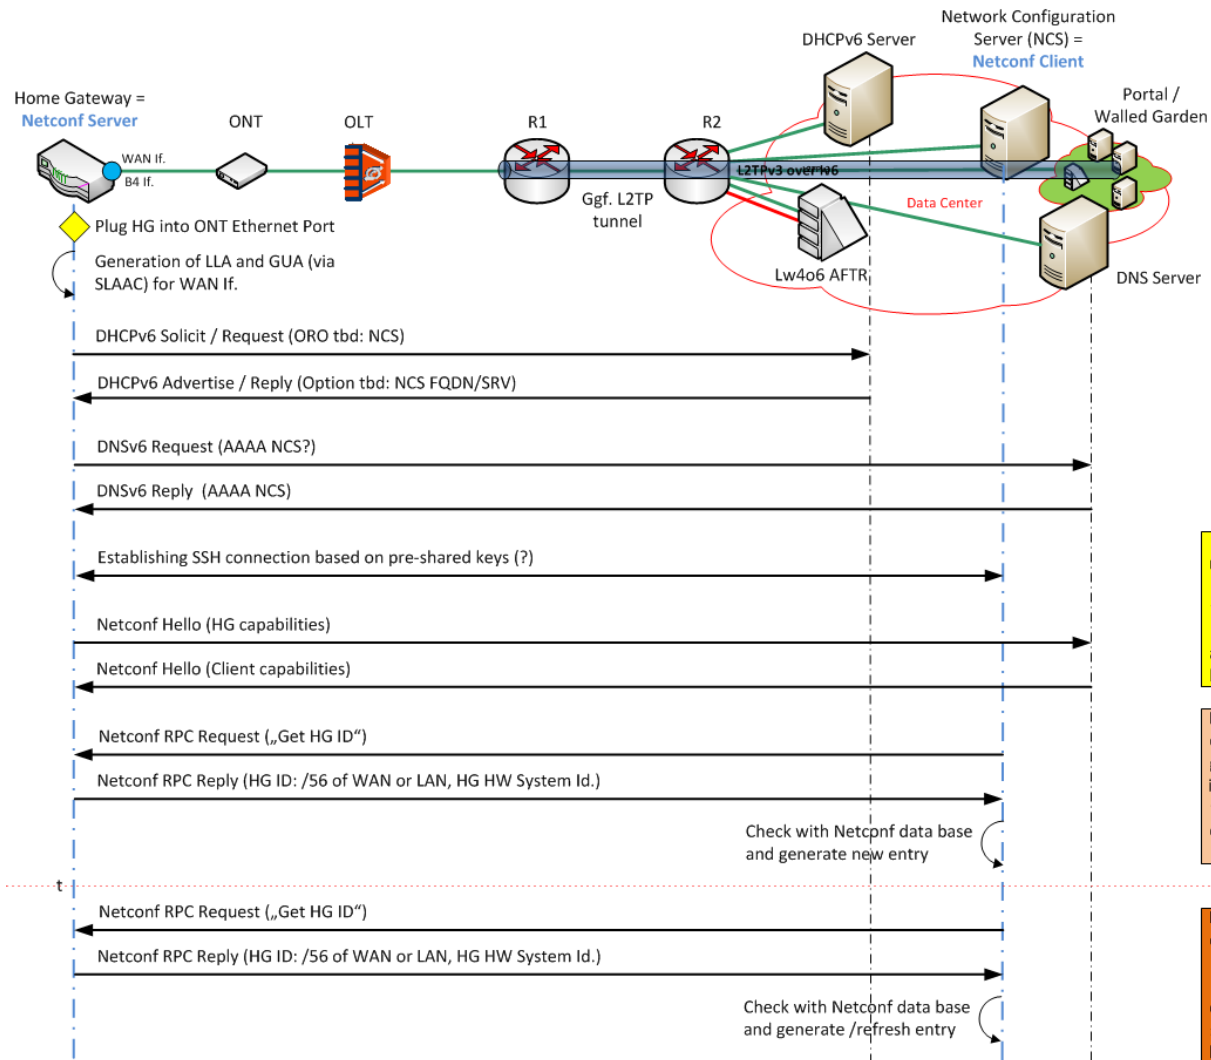 Network Configuration
Server (NCS) =
Netconf Client
DHCPv6 Server
Portal /
Walled Garden
Home Gateway =
Netconf Server
ONT
OLT
R1
R2
WAN If.
B4 If.
L2TPv3 over
Ggf. L2TP
tunnel
Data Center
Lw4o6 AFTR
DNS Server
Plug HG into ONT Ethernet Port
Generation of LLA and GUA (via
SLAAC) for WAN If.
DHCPv6 Solicit / Request (ORO tbd: NCS)
DHCPv6 Advertise / Reply (Option tbd: NCS FQDN/SRV)
DNSv6 Request (AAAA NCS?)
DNSv6 Reply (AAAA NCS)
Establishing SSH connection based on pre-shared keys (?)
Netconf Hello (HG capabilities)
Netconf Hello (Client capabilities)
Netconf RPC Request („Get HG ID“)
Netconf RPC Reply (HG ID: /56 of WAN or LAN, HG HW System Id.)
Check with Netconf data base
and generate new entry
t
Netconf RPC Request („Get HG ID“)
Netconf RPC Reply (HG ID: /56 of WAN or LAN, HG HW System Id.)
Check with Netconf data base
and generate /refresh entry